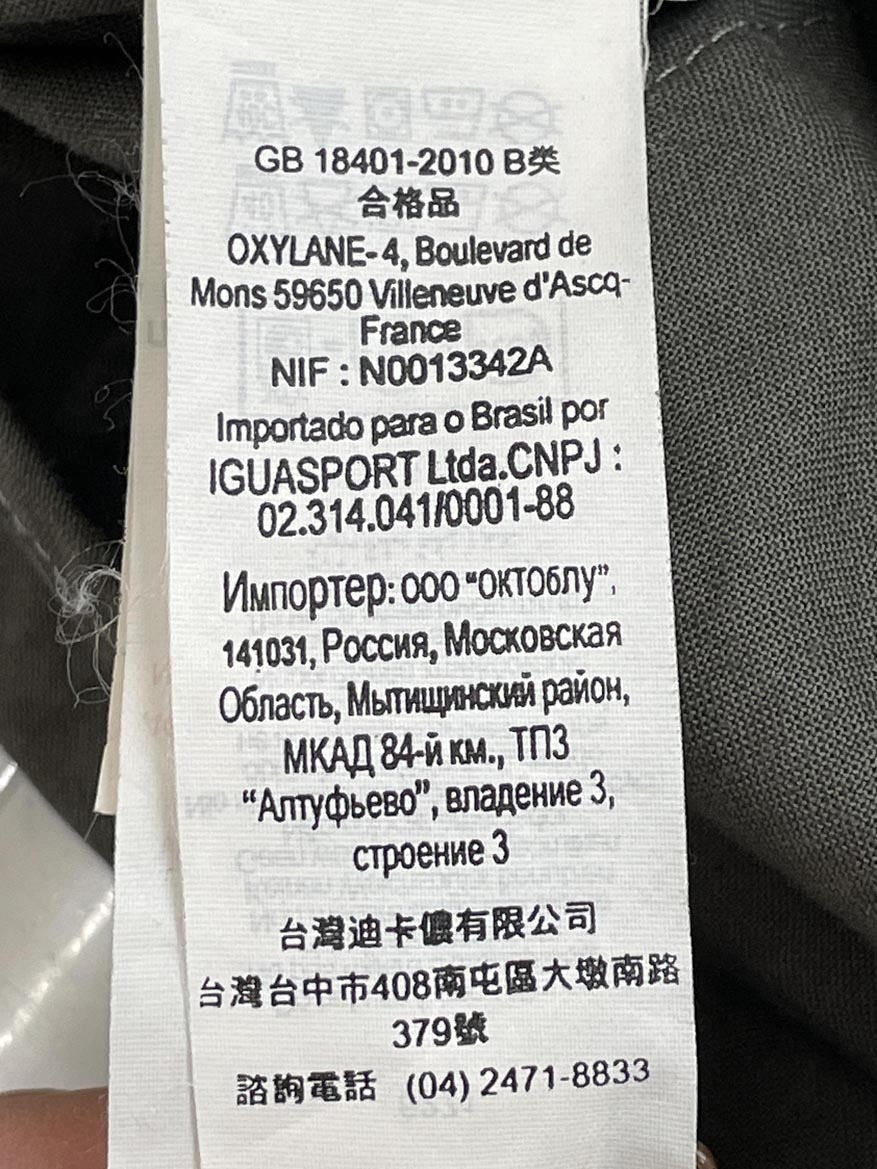 GB 18401-2010 B类
合格品
OXYLANE-4, Boulevard de
Mons 59650 Villeneuve d'Ascq-
France
NIF : N0013342A
Importado para o Brasil por
IGUASPORT Ltda.CNPJ :
02.314.041/0001-88
Импортер: ООО “ОКТОблу”,
141031, Россия, Московская
Область, Мытищинский район,
МКАД 84-й км., ТПЗ
“Алтуфьево”, владение 3,
строение 3
台灣迪卡儂有限公司
台灣台中市408南屯區大墩南路
379號
諮詢電話 (04) 2471-8833